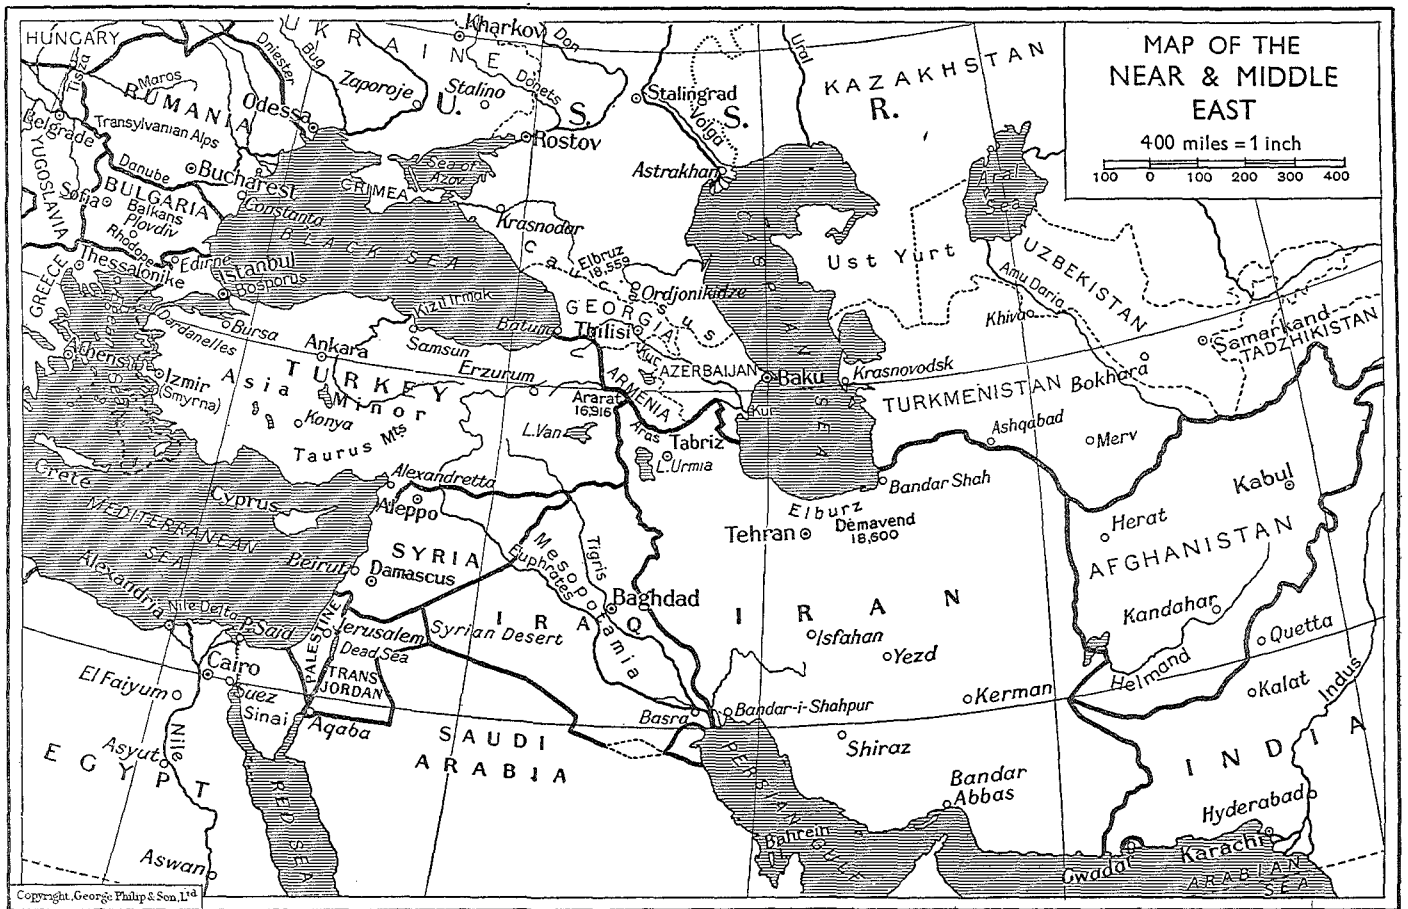 MAP OF THE
NEAR & MIDDLE
EAST
400 miles = 1 inch
100 0 100 200 300 400
HUNGARY
Tisza
Maros
RUMANIA
Transylvanian Alps
Belgrade
YUGOSLAVIA
Danube
Bucharest
Sofia
BULGARIA
Balkans
Plovdiv
Rhodope
Constanta
Edirne
Thessalonike
GREECE
Istanbul
Bosporus
Dardanelles
Bursa
Athens
Izmir
(Smyrna)
Crete
UKRAINE
Dniester
Bug
Odessa
Zaporoje
Kharkov
Don
Donets
Stalino
Rostov
Sea of
Azov
CRIMEA
BLACK SEA
Krasnodar
U. S. S. R.
Stalingrad
Volga
Astrakhan
Ural
KAZAKHSTAN
Aral
Sea
Ust Yurt
UZBEKISTAN
Amu Daria
Khiva
Samarkand
TADZHIKISTAN
Bokhara
TURKMENISTAN
Krasnovodsk
Ashqabad
Merv
CASPIAN SEA
Caucasus
Elbruz
18,559
Ordjonikidze
GEORGIA
Tbilisi
Batum
Kur
AZERBAIJAN
Baku
Kur
ARMENIA
Ararat
16,916
Aras
Tabriz
L. Urmia
L. Van
Erzurum
Kizil Irmak
Samsun
Ankara
TURKEY
Asia Minor
Konya
Taurus Mts
Alexandretta
Aleppo
Cyprus
MEDITERRANEAN
SEA
SYRIA
Beirut
Damascus
Euphrates
Mesopotamia
Tigris
Baghdad
IRAQ
Syrian Desert
PALESTINE
Jerusalem
Dead Sea
TRANS
JORDAN
Aqaba
Alexandria
Nile Delta
P. Said
Cairo
Suez
Sinai
El Faiyum
Nile
Asyut
EGYPT
Aswan
RED SEA
SAUDI
ARABIA
Basra
Bandar-i-Shahpur
PERSIAN GULF
Bahrein
Bandar Shah
Elburz
Demavend
18,600
Tehran
IRAN
Isfahan
Yezd
Kerman
Shiraz
Bandar
Abbas
Kabul
Herat
AFGHANISTAN
Kandahar
Helmand
Quetta
Kalat
Indus
INDIA
Hyderabad
Karachi
Gwadar
ARABIAN
SEA
Copyright, George Philip & Son, Ltd